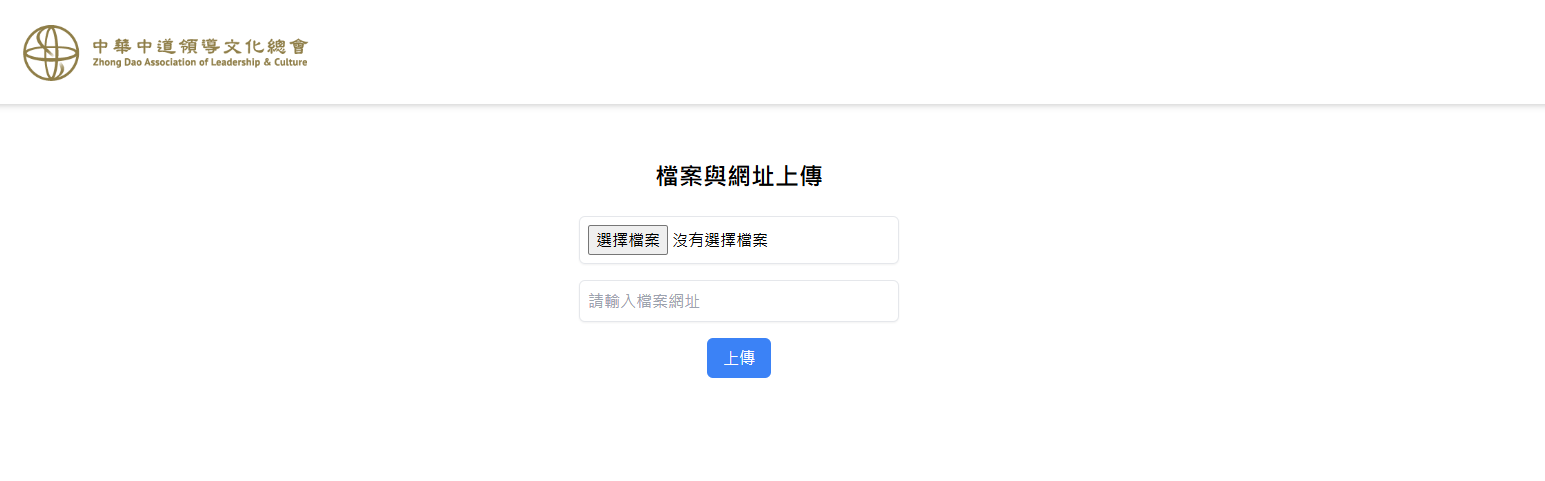 中華中道領導文化總會
Zhong Dao Association of Leadership & Culture
檔案與網址上傳
選擇檔案 沒有選擇檔案
請輸入檔案網址
上傳